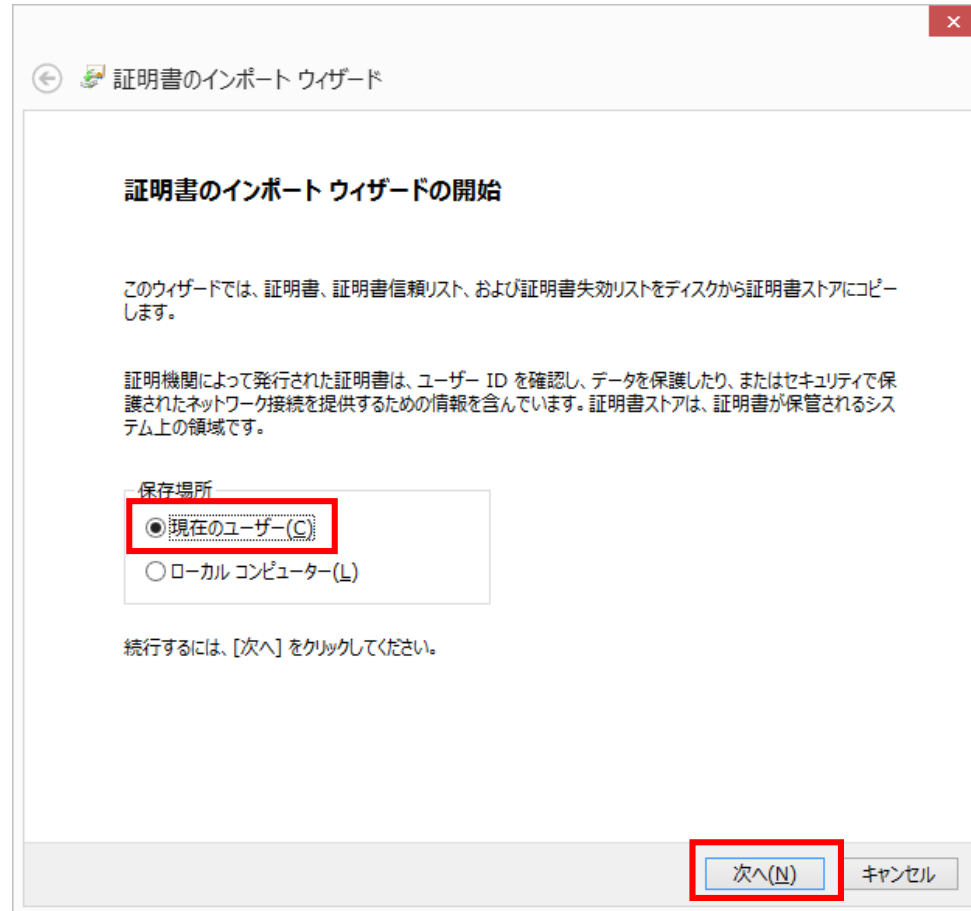 証明書のインポート ウィザード
証明書のインポート ウィザードの開始
このウィザードでは、証明書、証明書信頼リスト、および証明書失効リストをディスクから証明書ストアにコピー
します。
証明機関によって発行された証明書は、ユーザー ID を確認し、データを保護したり、またはセキュリティで保
護されたネットワーク接続を提供するための情報を含んでいます。証明書ストアは、証明書が保管されるシス
テム上の領域です。
保存場所
現在のユーザー(C)
ローカル コンピューター(L)
続行するには、[次へ] をクリックしてください。
次へ(N)
キャンセル